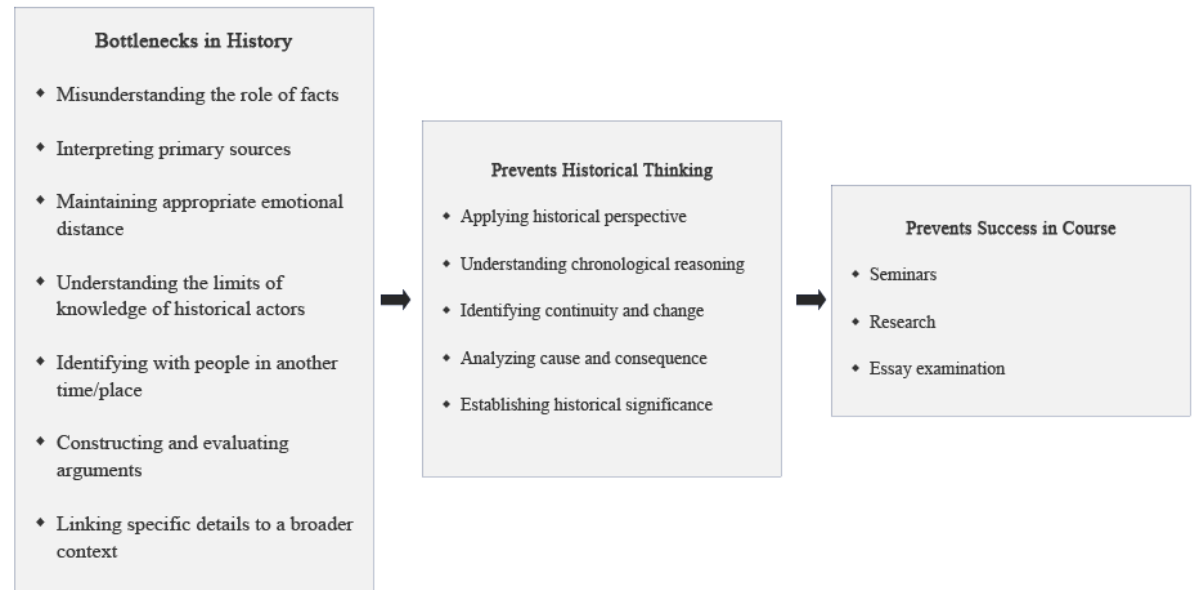 Bottlenecks in History
◆ Misunderstanding the role of facts
◆ Interpreting primary sources
◆ Maintaining appropriate emotional
distance
◆ Understanding the limits of
knowledge of historical actors
◆ Identifying with people in another
time/place
◆ Constructing and evaluating
arguments
◆ Linking specific details to a broader
context
Prevents Historical Thinking
◆ Applying historical perspective
◆ Understanding chronological reasoning
◆ Identifying continuity and change
◆ Analyzing cause and consequence
◆ Establishing historical significance
Prevents Success in Course
◆ Seminars
◆ Research
◆ Essay examination